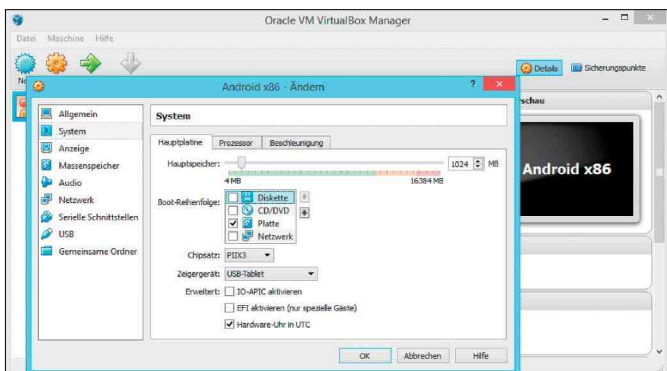 Oracle VM VirtualBox Manager
Datei Maschine Hilfe
Details Sicherungspunkte
Android x86 - Ändern
?
Allgemein
System
Anzeige
Massenspeicher
Audio
Netzwerk
Serielle Schnittstellen
USB
Gemeinsame Ordner
System
Hauptplatine Prozessor Beschleunigung
Hauptspeicher: 1024 MB
4 MB 16384 MB
Boot-Reihenfolge: Diskette
CD/DVD
Platte
Netzwerk
Chipsatz: PIIX3
Zeigergerät: USB-Tablet
Erweitert: IO-APIC aktivieren
EFI aktivieren (nur spezielle Gäste)
Hardware-Uhr in UTC
OK Abbrechen Hilfe
schau
Android x86